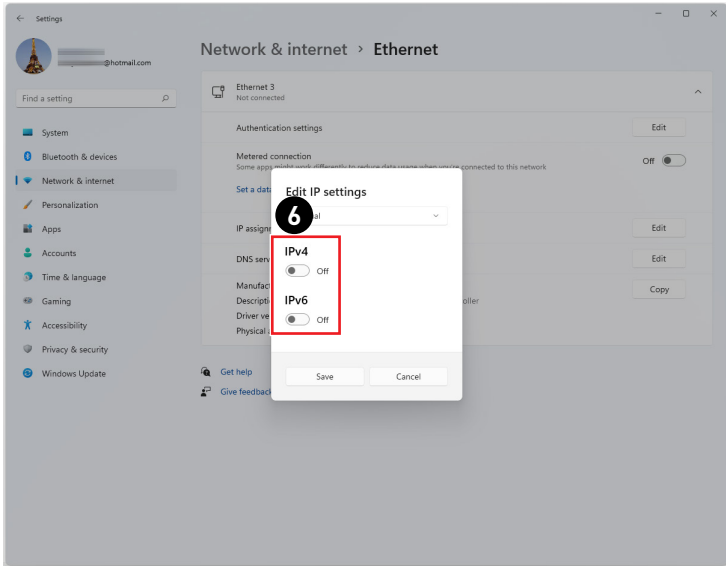 Settings
@hotmail.com
Find a setting
System
Bluetooth & devices
Network & internet
Personalization
Apps
Accounts
Time & language
Gaming
Accessibility
Privacy & security
Windows Update
Network & internet > Ethernet
Ethernet 3
Not connected
Authentication settings
Edit
Metered connection
Some apps might work differently to reduce data usage when you're connected to this network
Off
Set a data
IP assign
Edit
DNS serv
Edit
Manufac
Copy
Descripti
oller
Driver ve
Physical a
Get help
Give feedback
Edit IP settings
6
al
IPv4
Off
IPv6
Off
Save
Cancel